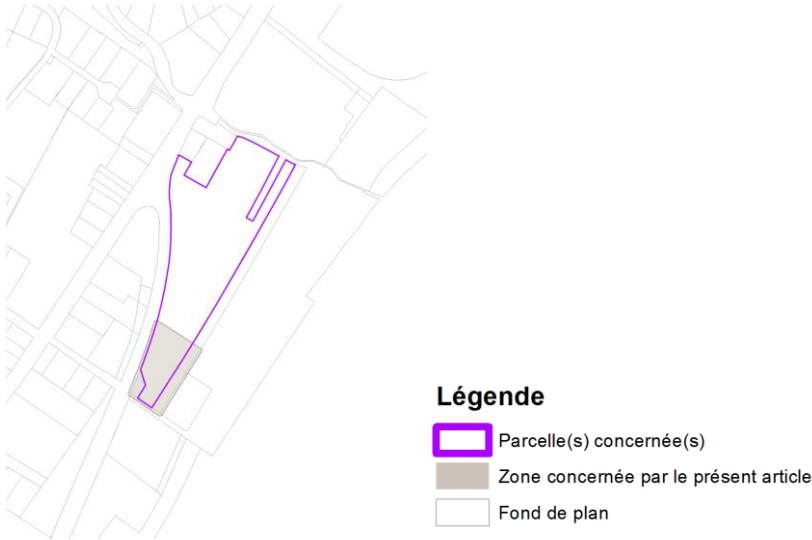 Légende
Parcelle(s) concernée(s)
Zone concernée par le présent article
Fond de plan